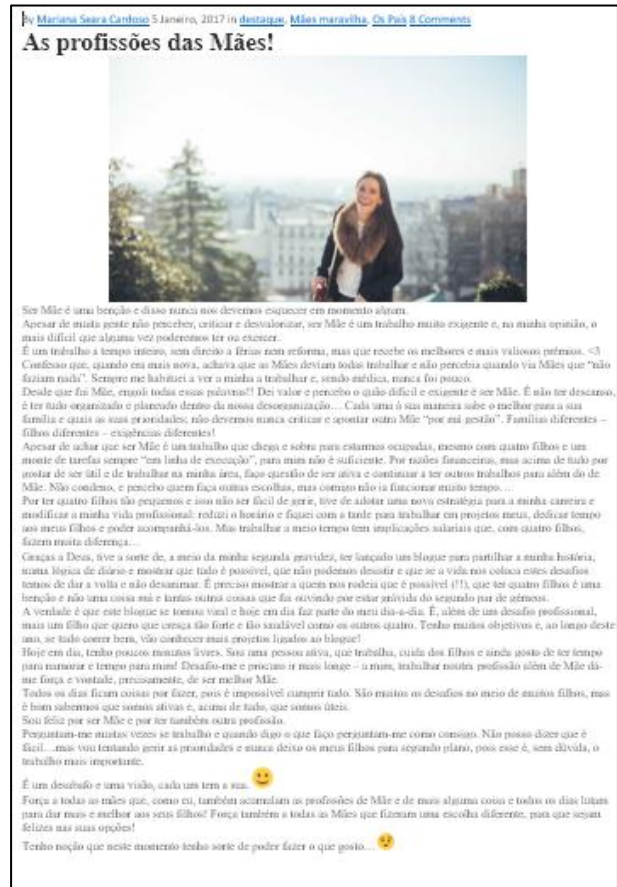 By Mariana Seara Cardoso 5 Janeiro, 2017 in destaque, Mães maravilha, Os Pais 8 Comments
As profissões das Mães!
Ser Mãe é uma benção e disso nunca nos devemos esquecer em momento algum.
Apesar de muita gente não perceber, criticar e desvalorizar, ser Mãe é um trabalho muito exigente e, na minha opinião, o
mais difícil que alguma vez poderemos ter ou exercer.
É um trabalho a tempo inteiro, sem direito a férias nem reforma, mas que recebe os melhores e mais valiosos prémios. <3
Confesso que, quando era mais nova, achava que as Mães deviam todas trabalhar e não percebia quando via Mães que "não
faziam nada". Sempre me habituei a ver a minha a trabalhar e, sendo médica, nunca foi pouco.
Desde que fui Mãe, engoli todas essas palavras!! Dei valor e percebo o quão difícil e exigente é ser Mãe. É não ter descanso,
é ter tudo organizado e planeado dentro da nossa desorganização… Cada uma à sua maneira sabe o melhor para a sua
família e quais as suas prioridades; não devemos nunca criticar e apontar outra Mãe "por má gestão". Famílias diferentes –
filhos diferentes – exigências diferentes!
Apesar de achar que ser Mãe é um trabalho que chega e sobra para estarmos ocupadas, mesmo com quatro filhos e um
monte de tarefas sempre "em linha de execução", para mim não é suficiente. Por razões financeiras, mas acima de tudo por
gostar de ser útil e de trabalhar na minha área, faço questão de ser ativa e continuar a ter outros trabalhos para além do de
Mãe. Não condeno, e percebo quem faça outras escolhas, mas comigo não ia funcionar muito tempo….
Por ter quatro filhos tão pequenos e isso não ser fácil de gerir, tive de adotar uma nova estratégia para a minha carreira e
modificar a minha vida profissional: reduzi o horário e fiquei com a tarde para trabalhar em projetos meus, dedicar tempo
aos meus filhos e poder acompanhá-los. Mas trabalhar a meio tempo tem implicações salariais que, com quatro filhos,
fazem muita diferença…
Graças a Deus, tive a sorte de, a meio da minha segunda gravidez, ter lançado um blogue para partilhar a minha história,
numa lógica de diário e mostrar que tudo é possível, que não podemos desistir e que se a vida nos coloca estes desafios
temos de dar a volta e não desanimar. É preciso mostrar a quem nos rodeia que é possível (!!), que ter quatro filhos é uma
benção e não uma coisa má e tantas outras coisas que fui ouvindo por estar grávida do segundo par de gémeos.
A verdade é que este blogue se tornou viral e hoje em dia faz parte do meu dia-a-dia. É, além de um desafio profissional,
mais um filho que quero que cresça tão forte e tão saudável como os outros quatro. Tenho muitos objetivos e, ao longo deste
ano, se tudo correr bem, vão conhecer mais projetos ligados ao blogue!
Hoje em dia, tenho poucos minutos livres. Sou uma pessoa ativa, que trabalha, cuida dos filhos e ainda gosto de ter tempo
para namorar e tempo para mim! Desafio-me e procuro ir mais longe – a mim, trabalhar noutra profissão além de Mãe dá-
me força e vontade, precisamente, de ser melhor Mãe.
Todos os dias ficam coisas por fazer, pois é impossível cumprir tudo. São muitos os desafios no meio de muitos filhos, mas
é bom sabermos que somos ativas e, acima de tudo, que somos úteis.
Sou feliz por ser Mãe e por ter também outra profissão.
Perguntam-me muitas vezes se trabalho e quando digo o que faço perguntam-me como consigo. Não posso dizer que é
fácil…mas vou tentando gerir as prioridades e nunca deixo os meus filhos para segundo plano, pois esse é, sem dúvida, o
trabalho mais importante.
É um desabafo e uma visão, cada um tem a sua.
Força a todas as mães que, como eu, também acumulam as profissões de Mãe e de mais alguma coisa e todos os dias lutam
para dar mais e melhor aos seus filhos! Força também a todas as Mães que fizeram uma escolha diferente, para que sejam
felizes nas suas opções!
Tenho noção que neste momento tenho sorte de poder fazer o que gosto…